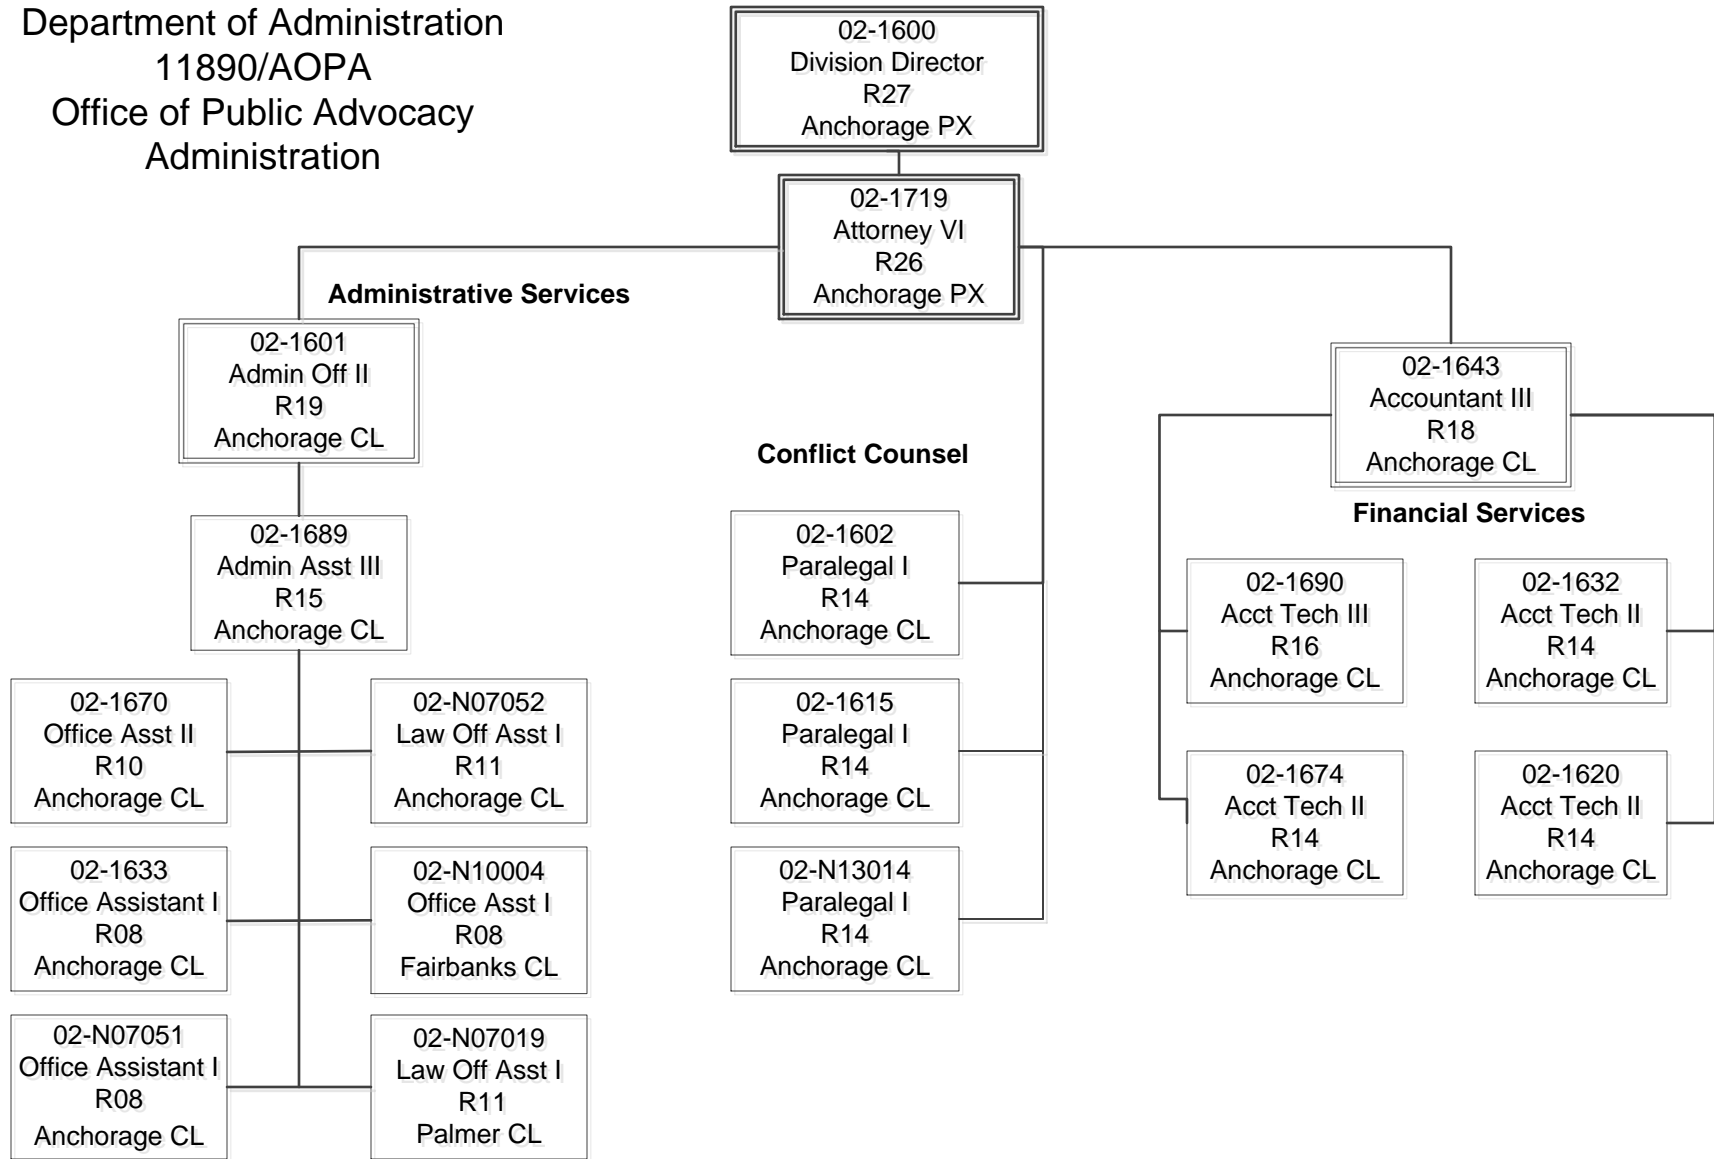 Department of Administration
11890/AOPA
Office of Public Advocacy
Administration
02-1600
Division Director
R27
Anchorage PX
02-1719
Attorney VI
R26
Anchorage PX
Administrative Services
02-1601
Admin Off II
R19
Anchorage CL
02-1689
Admin Asst III
R15
Anchorage CL
02-1670
Office Asst II
R10
Anchorage CL
02-N07052
Law Off Asst I
R11
Anchorage CL
02-1633
Office Assistant I
R08
Anchorage CL
02-N10004
Office Asst I
R08
Fairbanks CL
02-N07051
Office Assistant I
R08
Anchorage CL
02-N07019
Law Off Asst I
R11
Palmer CL
Conflict Counsel
02-1602
Paralegal I
R14
Anchorage CL
02-1615
Paralegal I
R14
Anchorage CL
02-N13014
Paralegal I
R14
Anchorage CL
02-1643
Accountant III
R18
Anchorage CL
Financial Services
02-1690
Acct Tech III
R16
Anchorage CL
02-1632
Acct Tech II
R14
Anchorage CL
02-1674
Acct Tech II
R14
Anchorage CL
02-1620
Acct Tech II
R14
Anchorage CL